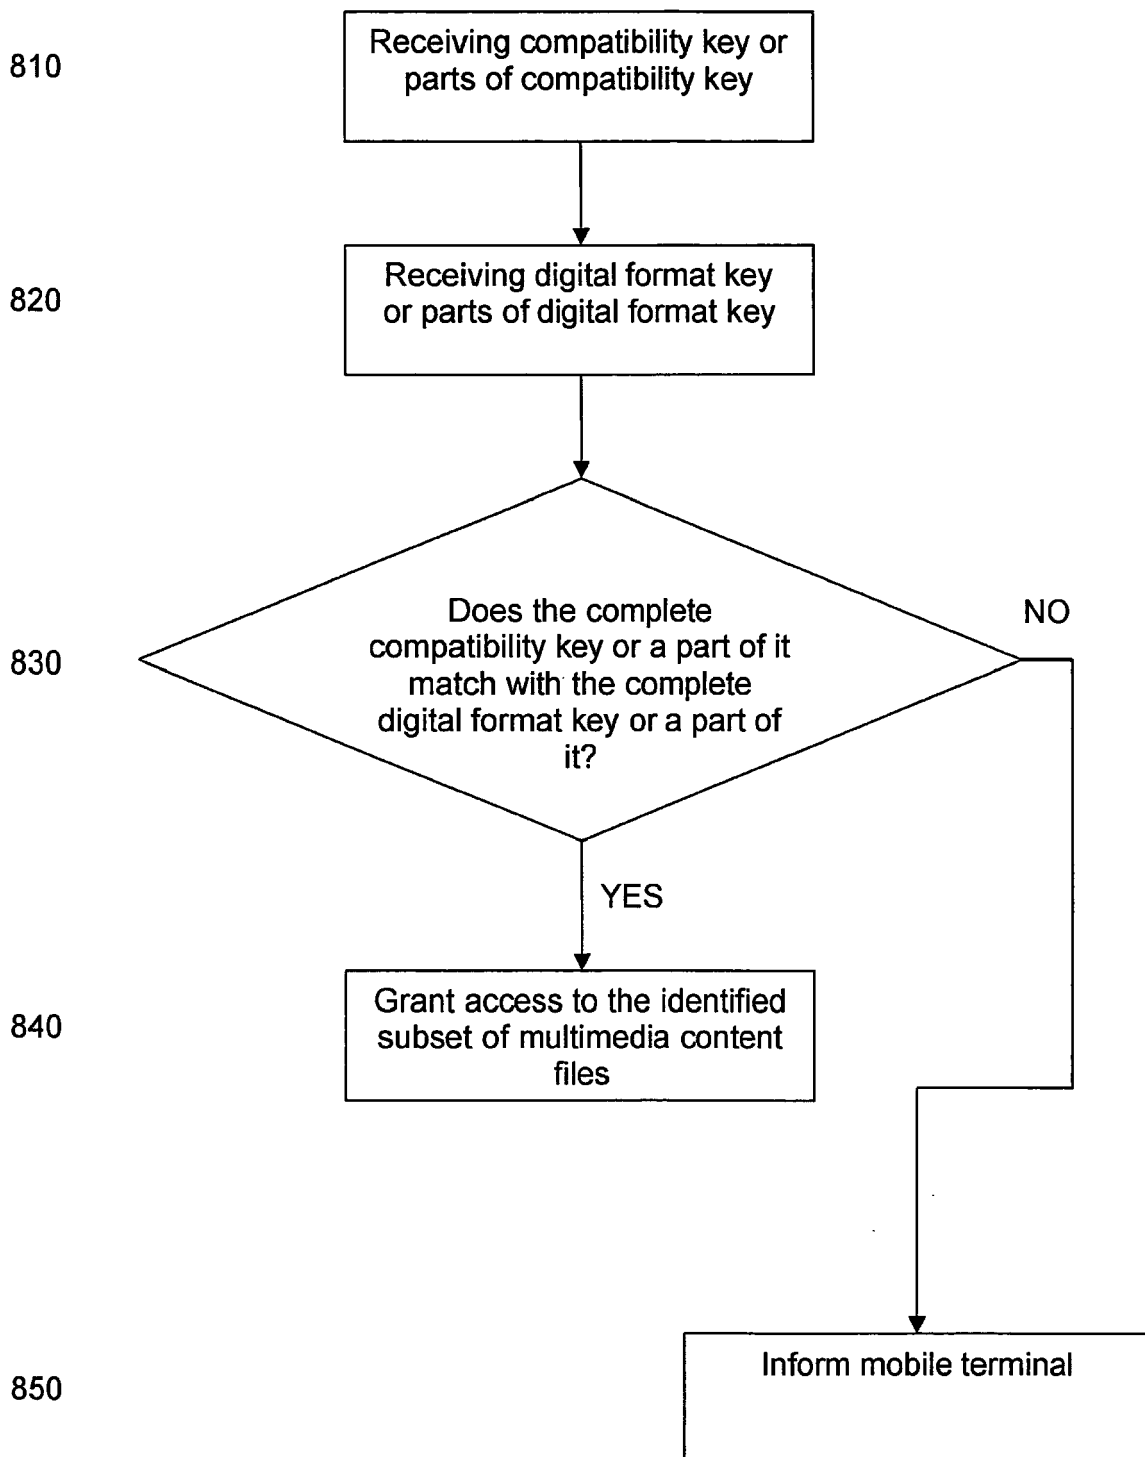 810
Receiving compatibility key or
parts of compatibility key
820
Receiving digital format key
or parts of digital format key
830
Does the complete
compatibility key or a part of it
match with the complete
digital format key or a part of
it?
NO
YES
840
Grant access to the identified
subset of multimedia content
files
850
Inform mobile terminal